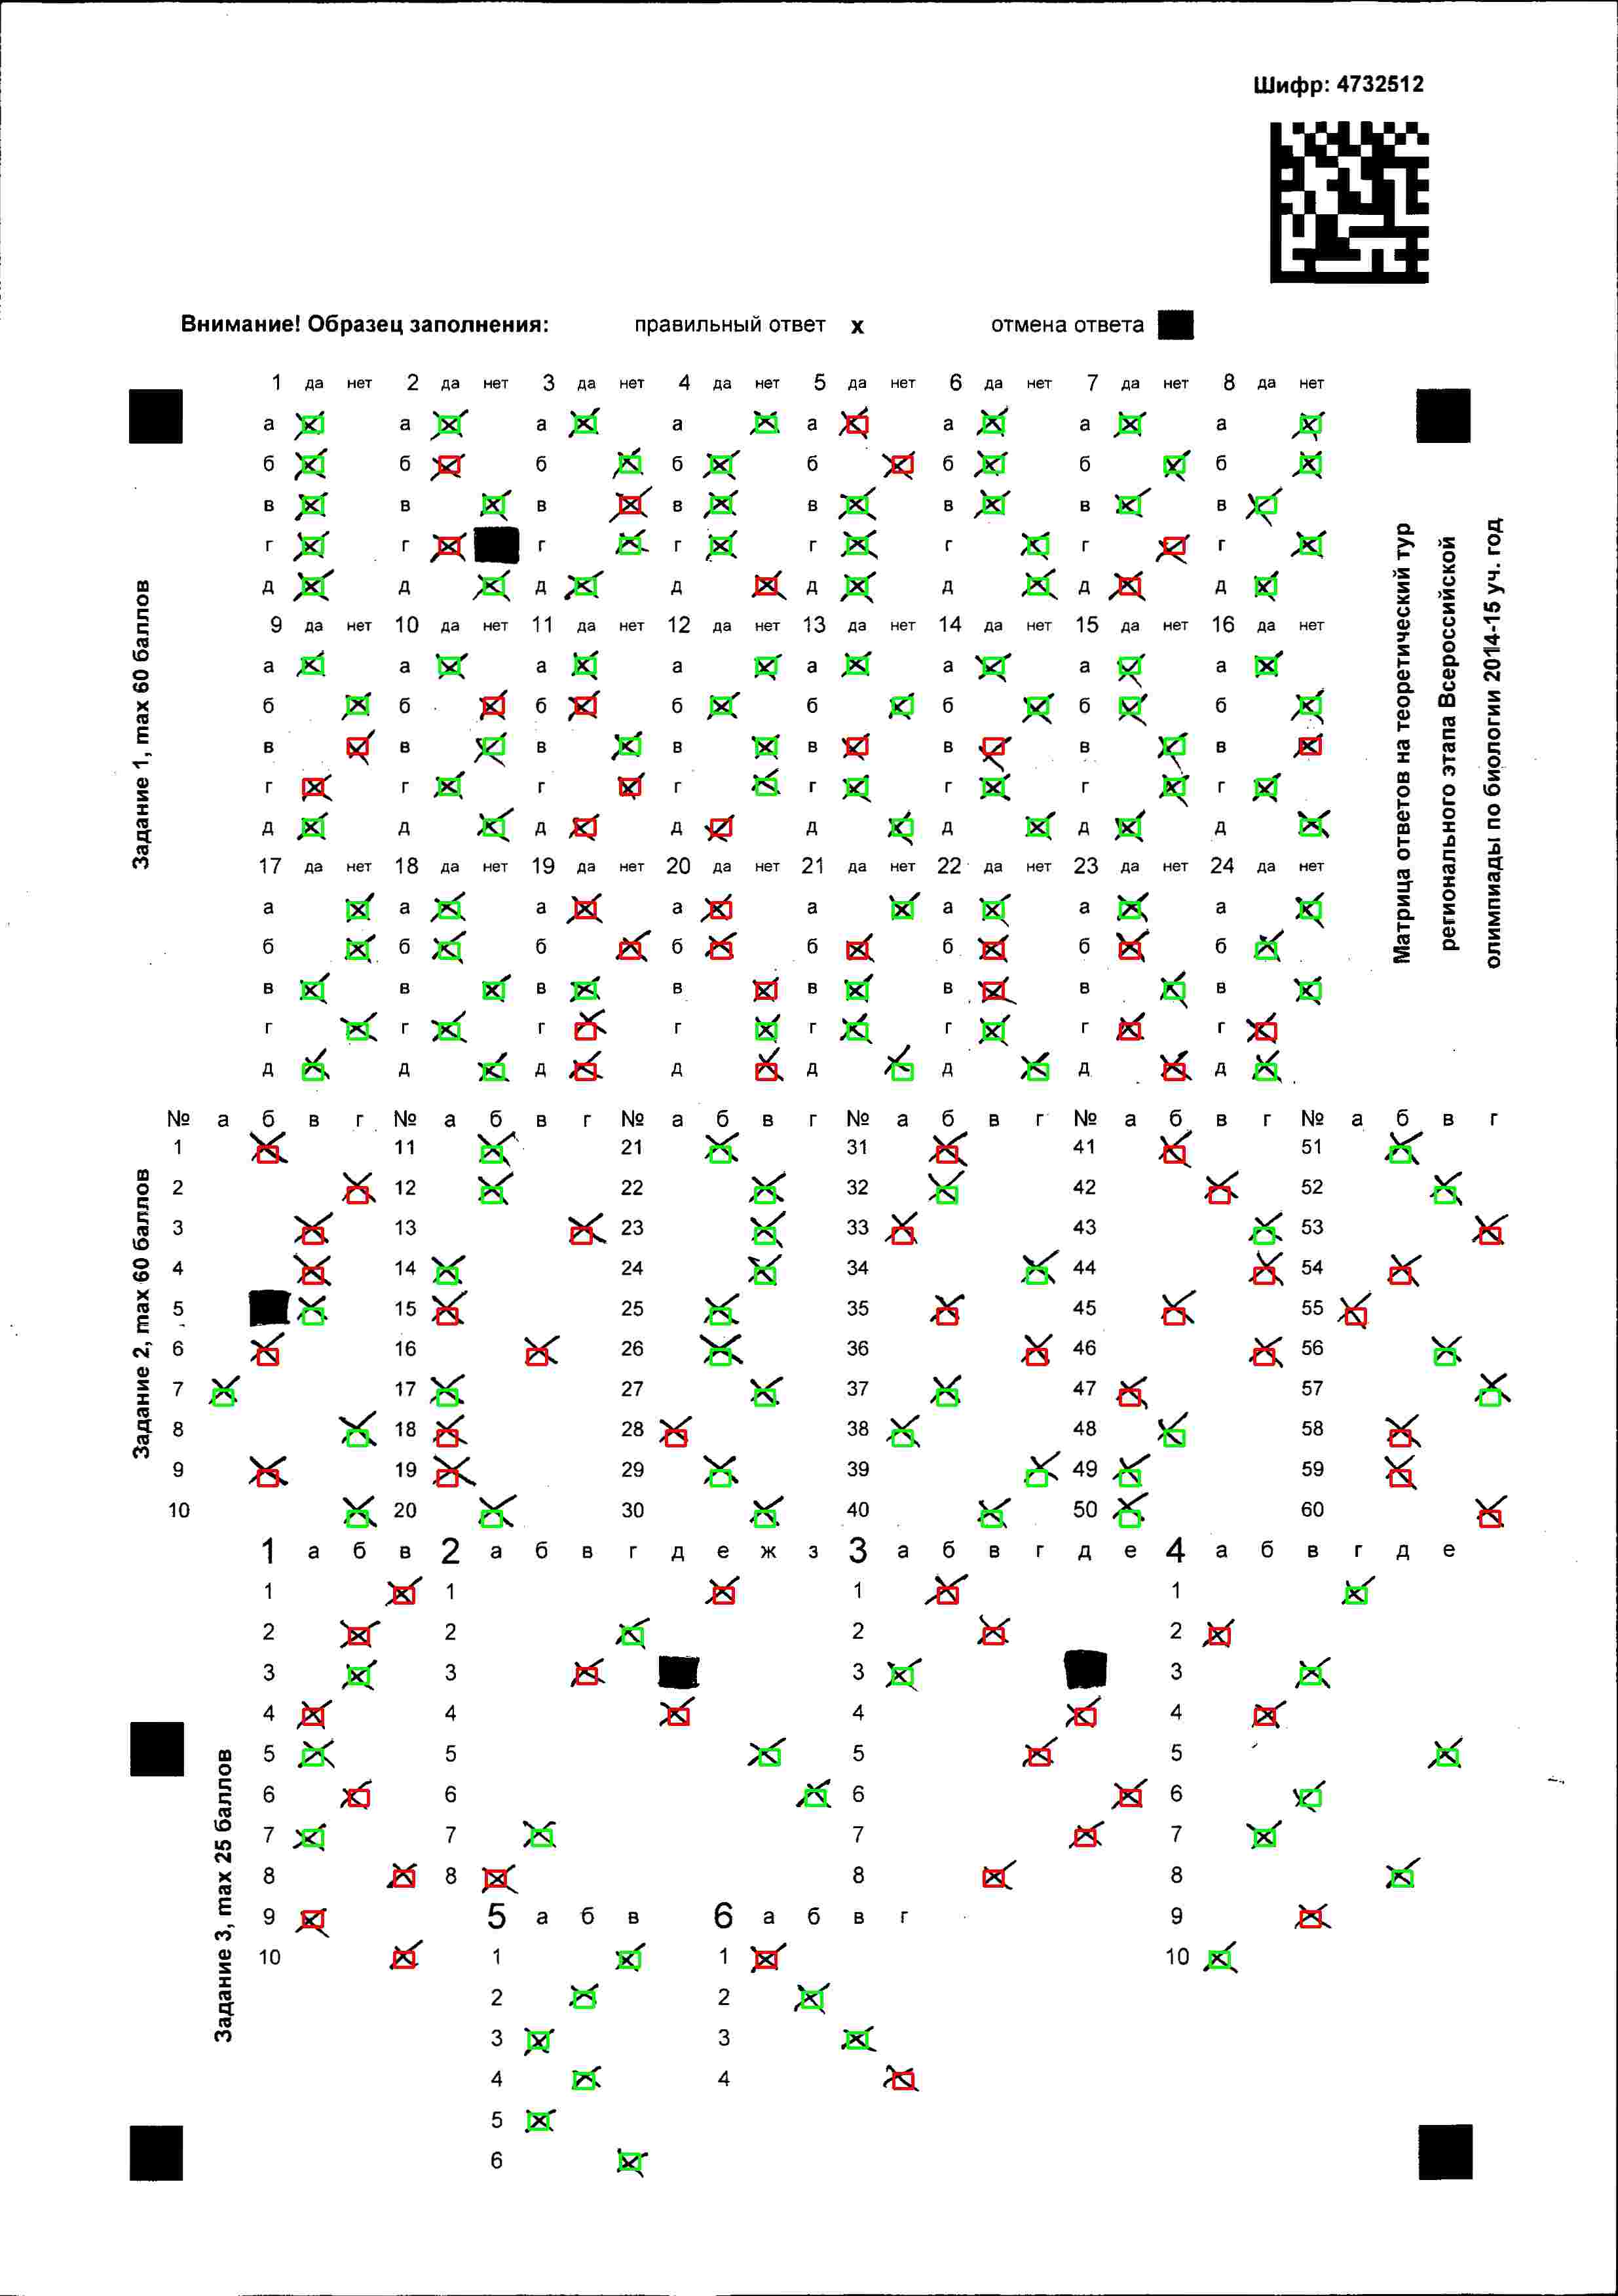 Шифр: 4732512
Внимание! Образец заполнения: правильный ответ x отмена ответа
1 да нет 2 да нет 3 да нет 4 да нет 5 да нет 6 да нет 7 да нет 8 да нет
а а а а а а а а
б б б б б б б б
в в в в в в в в
г г г г г г г г
д д д д д д д д
9 да нет 10 да нет 11 да нет 12 да нет 13 да нет 14 да нет 15 да нет 16 да нет
а а а а а а а а
б б б б б б б б
в в в в в в в в
г г г г г г г г
д д д д д д д д
17 да нет 18 да нет 19 да нет 20 да нет 21 да нет 22 да нет 23 да нет 24 да нет
а а а а а а а а
б б б б б б б б
в в в в в в в в
г г г г г г г г
д д д д д д д д
Задание 1, max 60 баллов
Матрица ответов на теоретический тур
регионального этапа Всероссийской
олимпиады по биологии 2014-15 уч. год
№ а б в г № а б в г № а б в г № а б в г № а б в г № а б в г
1 11 21 31 41 51
2 12 22 32 42 52
3 13 23 33 43 53
4 14 24 34 44 54
5 15 25 35 45 55
6 16 26 36 46 56
7 17 27 37 47 57
8 18 28 38 48 58
9 19 29 39 49 59
10 20 30 40 50 60
Задание 2, max 60 баллов
1 а б в 2 а б в г д е ж з 3 а б в г д е 4 а б в г д е
1 1 1 1
2 2 2 2
3 3 3 3
4 4 4 4
5 5 5 5
6 6 6 6
7 7 7 7
8 8 8 8
9 5 а б в 6 а б в г 9
10 1 1 10
2 2
3 3
4 4
5
6
Задание 3, max 25 баллов